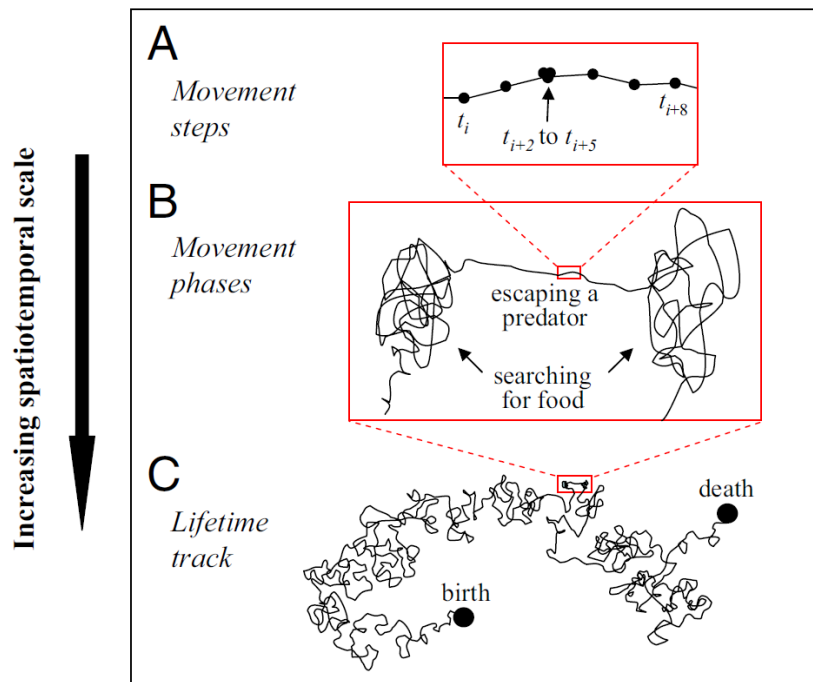 Increasing spatiotemporal scale
A
Movement
steps
t_i
t_{i+2} to t_{i+5}
t_{i+8}
B
Movement
phases
escaping a
predator
searching
for food
C
Lifetime
track
birth
death